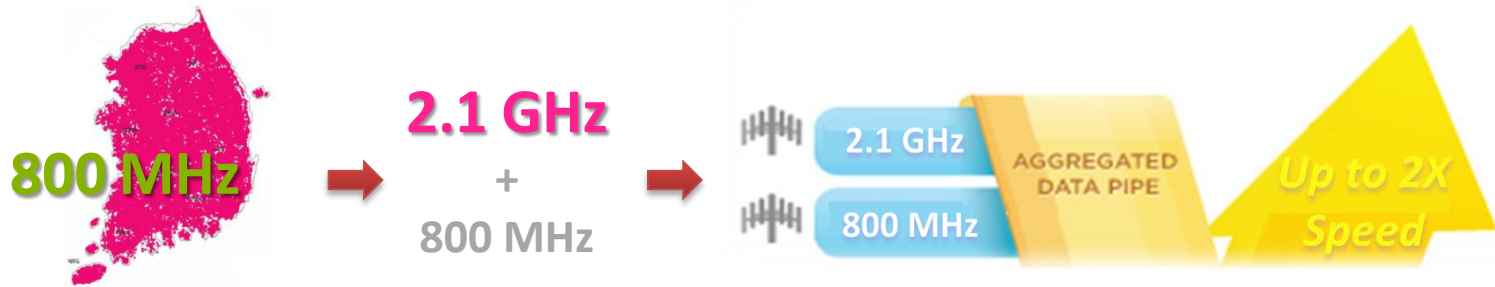 800 MHz
2.1 GHz
+
800 MHz
2.1 GHz
800 MHz
AGGREGATED
DATA PIPE
Up to 2X
Speed